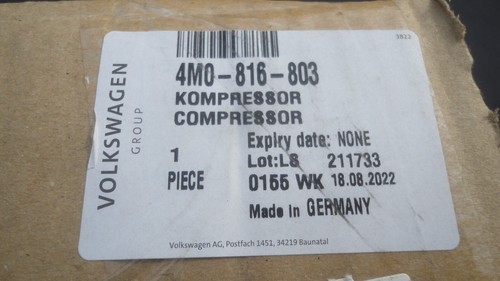 3823
4M0-816-803
KOMPRESSOR
COMPRESSOR
Expiry date: NONE
1
Lot:LS 211733
PIECE
0155 WK 18.08.2022
Made in GERMANY
VOLKSWAGEN
GROUP
Volkswagen AG, Postfach 1451, 34219 Baunatal